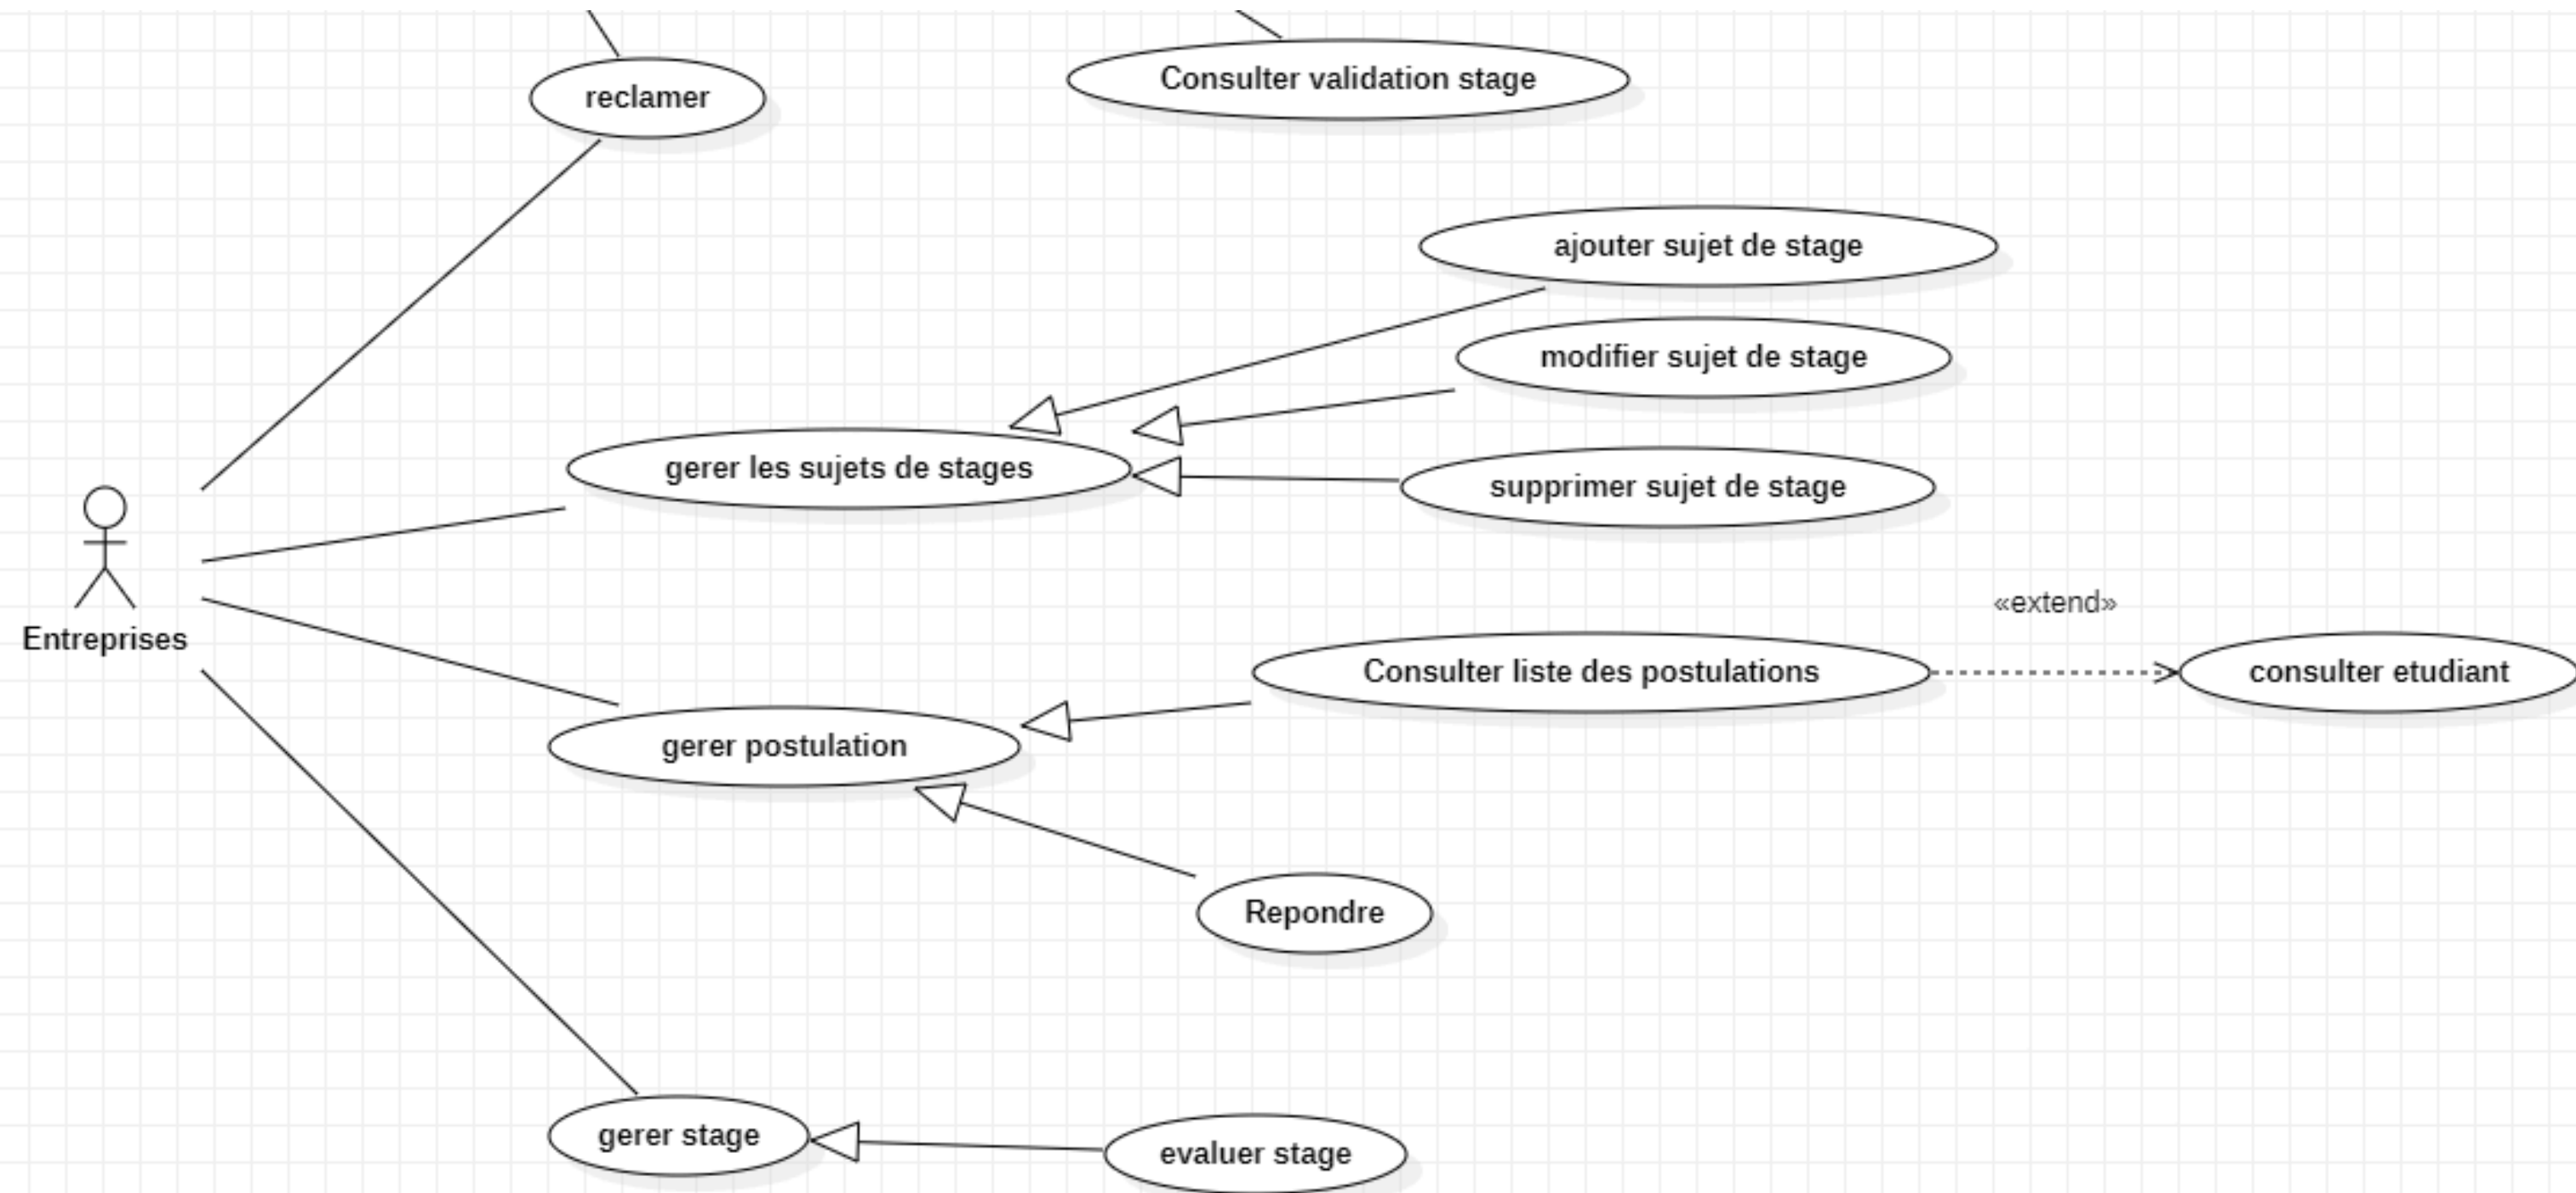 reclamer
Consulter validation stage
ajouter sujet de stage
modifier sujet de stage
gerer les sujets de stages
supprimer sujet de stage
«extend»
Entreprises
Consulter liste des postulations
consulter etudiant
gerer postulation
Repondre
gerer stage
evaluer stage